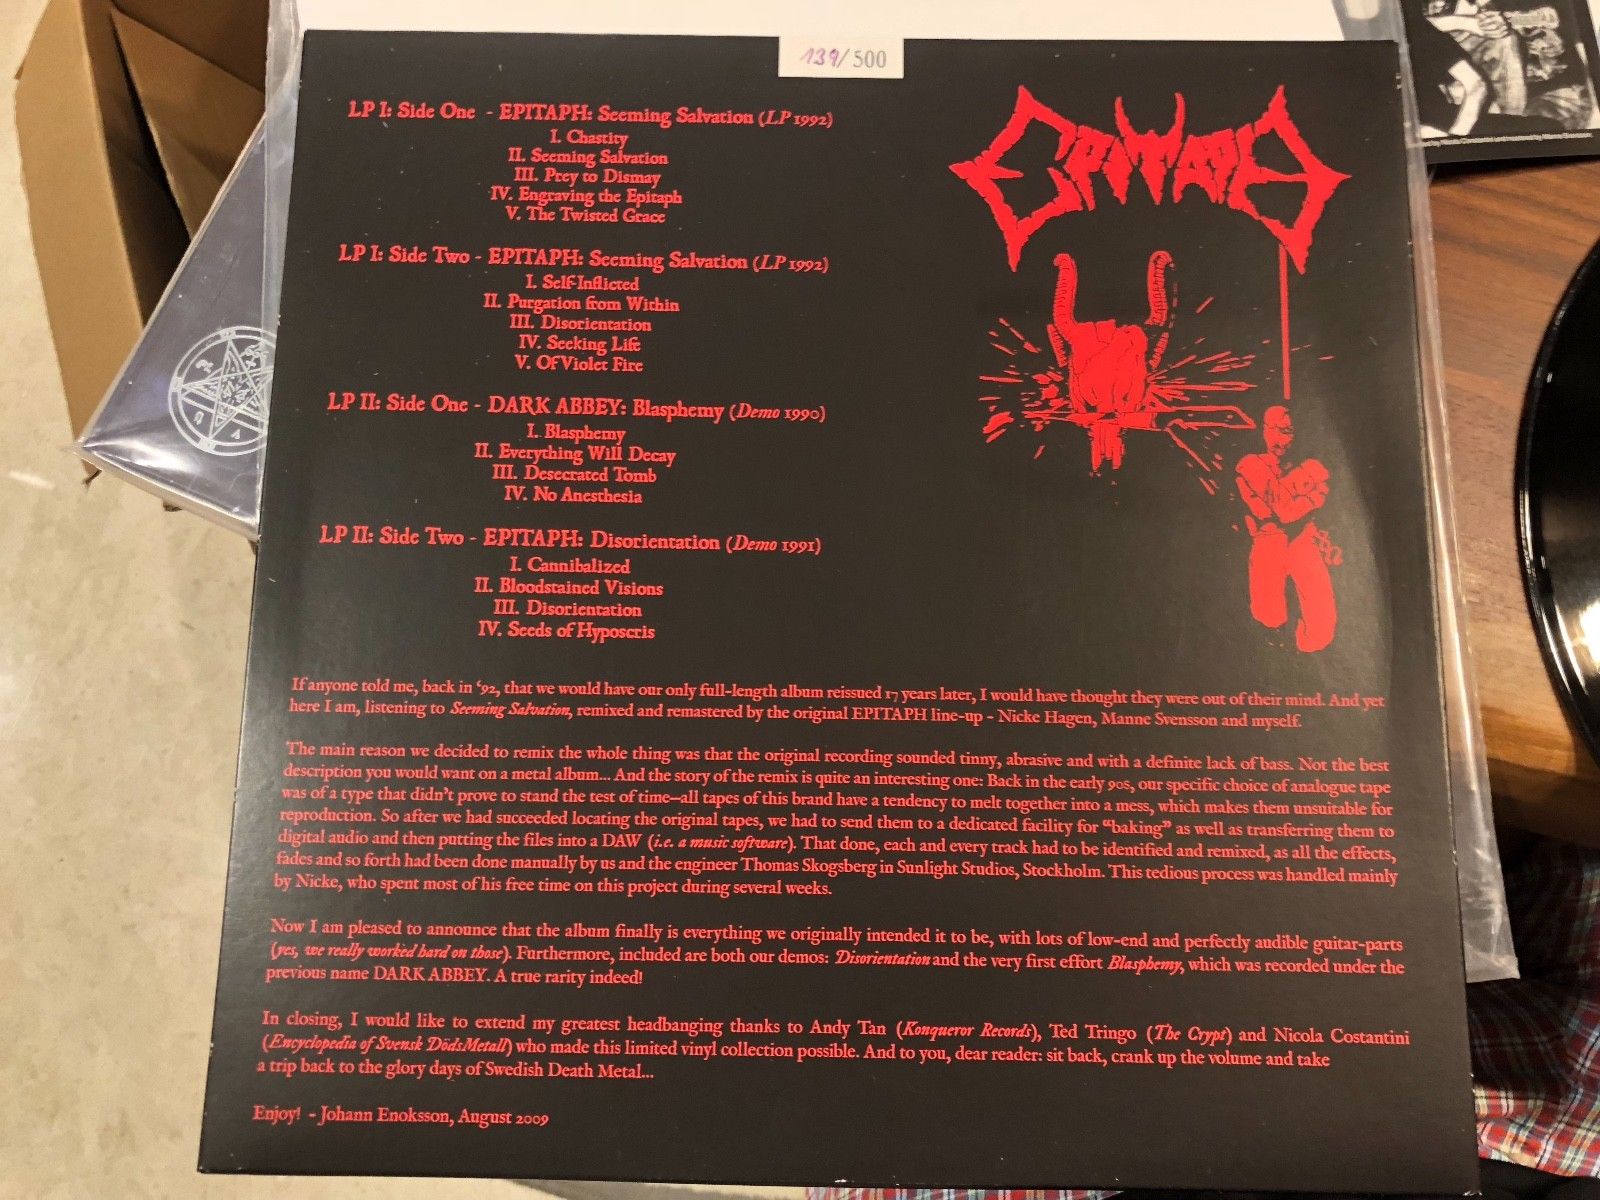 139/500
LP I: Side One - EPITAPH: Seeming Salvation (LP 1992)
I. Chastity
II. Seeming Salvation
III. Prey to Dismay
IV. Engraving the Epitaph
V. The Twisted Grace
LP I: Side Two - EPITAPH: Seeming Salvation (LP 1992)
I. Self-Inflicted
II. Purgation from Within
III. Disorientation
IV. Seeking Life
V. Of Violet Fire
LP II: Side One - DARK ABBEY: Blasphemy (Demo 1990)
I. Blasphemy
II. Everything Will Decay
III. Desecrated Tomb
IV. No Anesthesia
LP II: Side Two - EPITAPH: Disorientation (Demo 1991)
I. Cannibalized
II. Bloodstained Visions
III. Disorientation
IV. Seeds of Hyposcris
EPITAPH
If anyone told me, back in '92, that we would have our only full-length album reissued 17 years later, I would have thought they were out of their mind. And yet
here I am, listening to Seeming Salvation, remixed and remastered by the original EPITAPH line-up - Nicke Hagen, Manne Svensson and myself.
The main reason we decided to remix the whole thing was that the original recording sounded tinny, abrasive and with a definite lack of bass. Not the best
description you would want on a metal album... And the story of the remix is quite an interesting one: Back in the early 90s, our specific choice of analogue tape
was of a type that didn't prove to stand the test of time—all tapes of this brand have a tendency to melt together into a mess, which makes them unsuitable for
reproduction. So after we had succeeded locating the original tapes, we had to send them to a dedicated facility for "baking" as well as transferring them to
digital audio and then putting the files into a DAW (i.e. a music software). That done, each and every track had to be identified and remixed, as all the effects,
fades and so forth had been done manually by us and the engineer Thomas Skogsberg in Sunlight Studios, Stockholm. This tedious process was handled mainly
by Nicke, who spent most of his free time on this project during several weeks.
Now I am pleased to announce that the album finally is everything we originally intended it to be, with lots of low-end and perfectly audible guitar-parts
(yes, we really worked hard on those). Furthermore, included are both our demos: Disorientation and the very first effort Blasphemy, which was recorded under the
previous name DARK ABBEY. A true rarity indeed!
In closing, I would like to extend my greatest headbanging thanks to Andy Tan (Konqueror Records), Ted Tringo (The Crypt) and Nicola Costantini
(Encyclopedia of Svensk DödsMetall) who made this limited vinyl collection possible. And to you, dear reader: sit back, crank up the volume and take
a trip back to the glory days of Swedish Death Metal...
Enjoy! - Johann Enoksson, August 2009